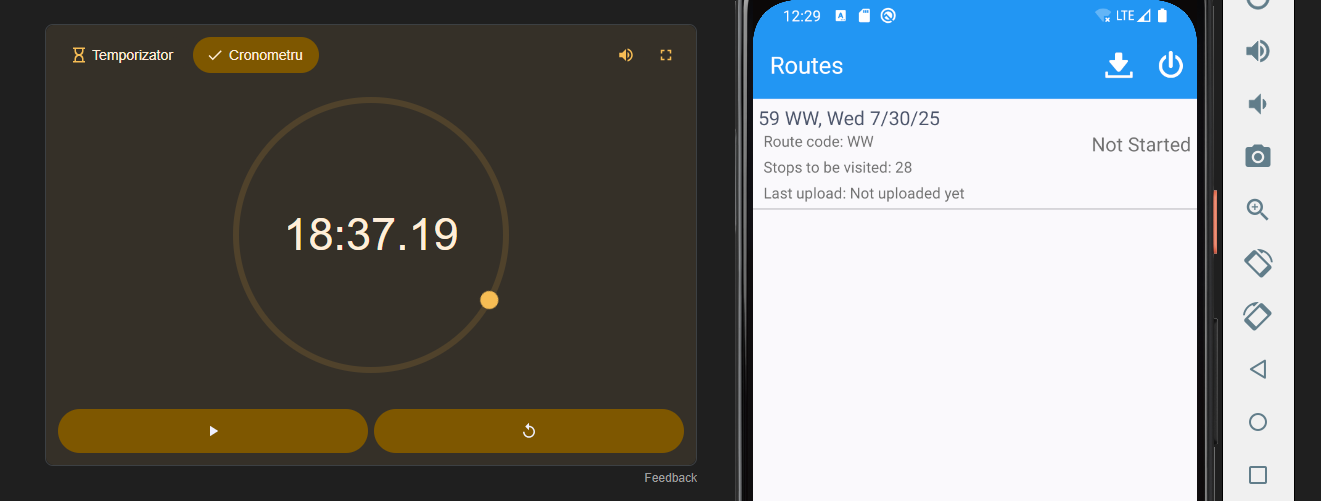 Temporizator
Cronometru
18:37.19
Feedback
12:29
LTE
Routes
59 WW, Wed 7/30/25
Route code: WW
Not Started
Stops to be visited: 28
Last upload: Not uploaded yet